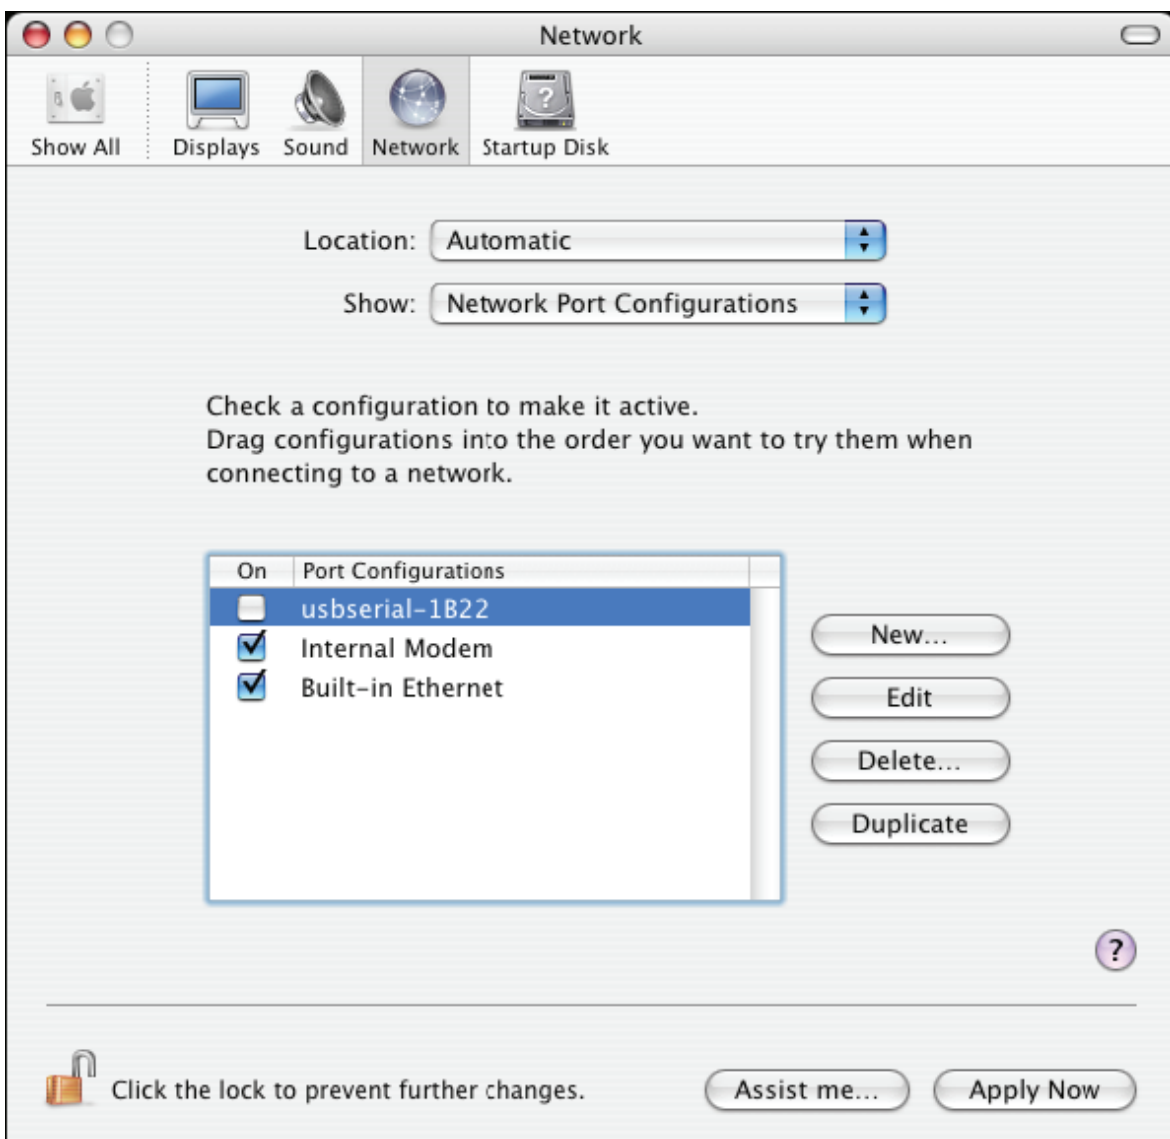 Network
Show All Displays Sound Network Startup Disk
Location: Automatic
Show: Network Port Configurations
Check a configuration to make it active.
Drag configurations into the order you want to try them when
connecting to a network.
On Port Configurations
usbserial-1B22
Internal Modem
Built-in Ethernet
New...
Edit
Delete...
Duplicate
?
Click the lock to prevent further changes. Assist me... Apply Now